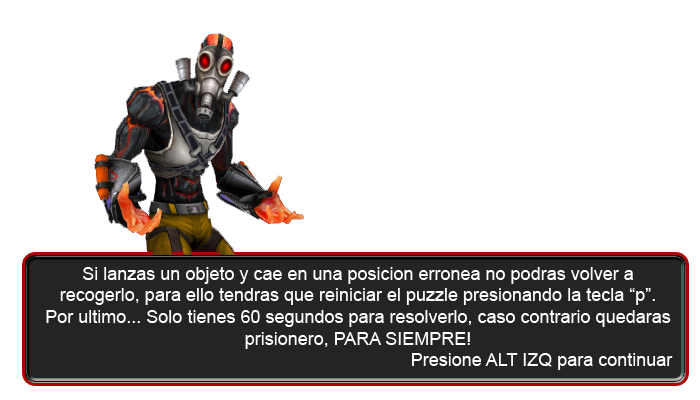 Si lanzas un objeto y cae en una posicion erronea no podras volver a
recogerlo, para ello tendras que reiniciar el puzzle presionando la tecla “p”.
Por ultimo... Solo tienes 60 segundos para resolverlo, caso contrario quedaras
prisionero, PARA SIEMPRE!
Presione ALT IZQ para continuar